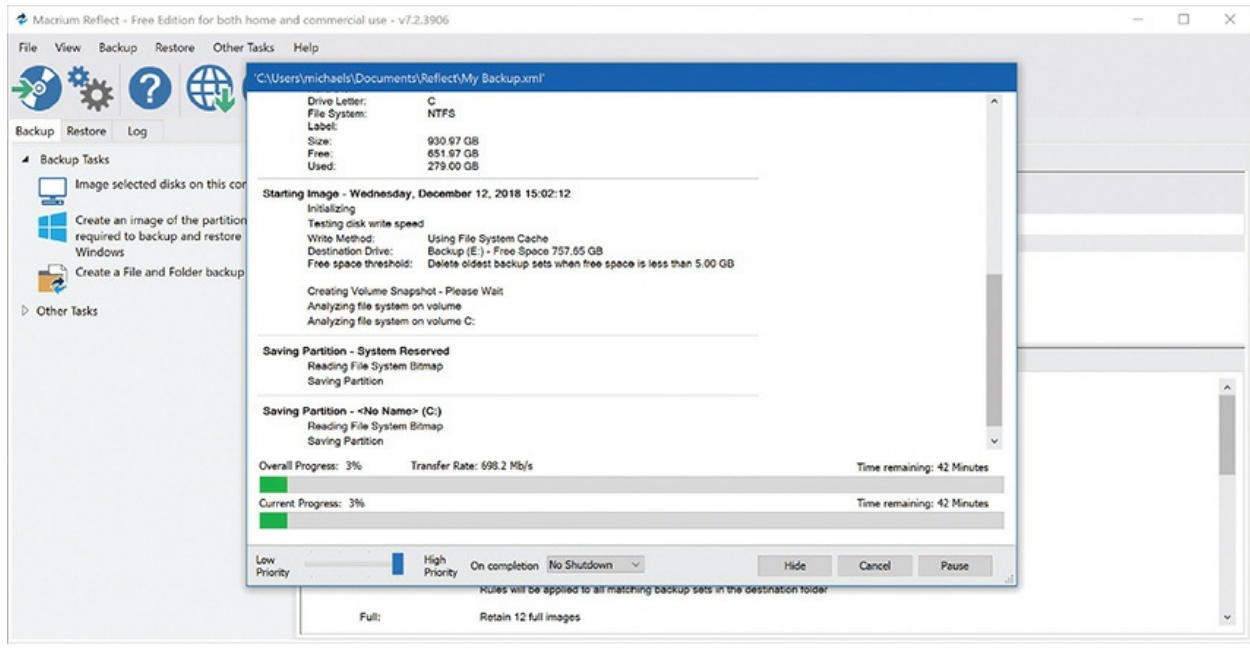 Macrium Reflect - Free Edition for both home and commercial use - v7.2.3906
File View Backup Restore Other Tasks Help
'C:\Users\michaels\Documents\Reflect\My Backup.xml'
Backup Restore Log
Backup Tasks
Image selected disks on this
Create an image of the partition
required to backup and restore
Windows
Create a File and Folder backup
Other Tasks
Drive Letter: C
File System: NTFS
Label:
Size: 930.97 GB
Free: 651.97 GB
Used: 279.00 GB
Starting Image - Wednesday, December 12, 2018 15:02:12
Initializing
Testing disk write speed
Write Method: Using File System Cache
Destination Drive: Backup (E:) - Free Space 757.65 GB
Free space threshold: Delete oldest backup sets when free space is less than 5.00 GB
Creating Volume Snapshot - Please Wait
Analyzing file system on volume
Analyzing file system on volume C:
Saving Partition - System Reserved
Reading File System Bitmap
Saving Partition
Saving Partition - <No Name> (C:)
Reading File System Bitmap
Saving Partition
Overall Progress: 3% Transfer Rate: 698.2 Mb/s Time remaining: 42 Minutes
Current Progress: 3% Time remaining: 42 Minutes
Low Priority High Priority On completion No Shutdown Hide Cancel Pause
Rules will be applied to all matching backup sets in the destination folder
Full: Retain 12 full images